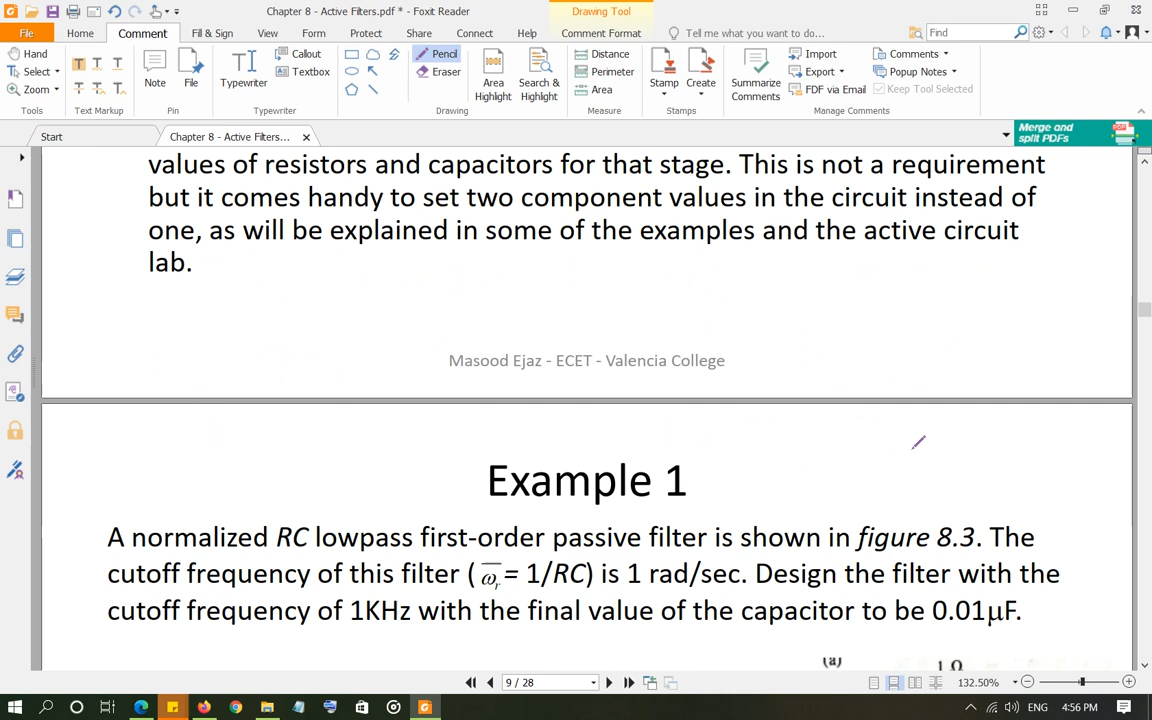 Chapter 8 - Active Filters.pdf * - Foxit Reader
Drawing Tool
File Home Comment Fill & Sign View Form Protect Share Connect Help Comment Format Tell me what you want to do... Find
Hand
Select
Zoom
Tools
Text Markup
Note
File
Pin
Typewriter
Callout
Textbox
Typewriter
Pencil
Eraser
Drawing
Area Highlight
Search & Highlight
Distance
Perimeter
Area
Measure
Stamp
Create
Stamps
Summarize Comments
Import
Export
FDF via Email
Comments
Popup Notes
Keep Tool Selected
Manage Comments
Start
Chapter 8 - Active Filters...
Merge and
split PDFs
values of resistors and capacitors for that stage. This is not a requirement
but it comes handy to set two component values in the circuit instead of
one, as will be explained in some of the examples and the active circuit
lab.
Masood Ejaz - ECET - Valencia College
Example 1
A normalized RC lowpass first-order passive filter is shown in figure 8.3. The
cutoff frequency of this filter ( ω̅r = 1/RC) is 1 rad/sec. Design the filter with the
cutoff frequency of 1KHz with the final value of the capacitor to be 0.01µF.
(a)
1 Ω
9 / 28
132.50%
ENG 4:56 PM